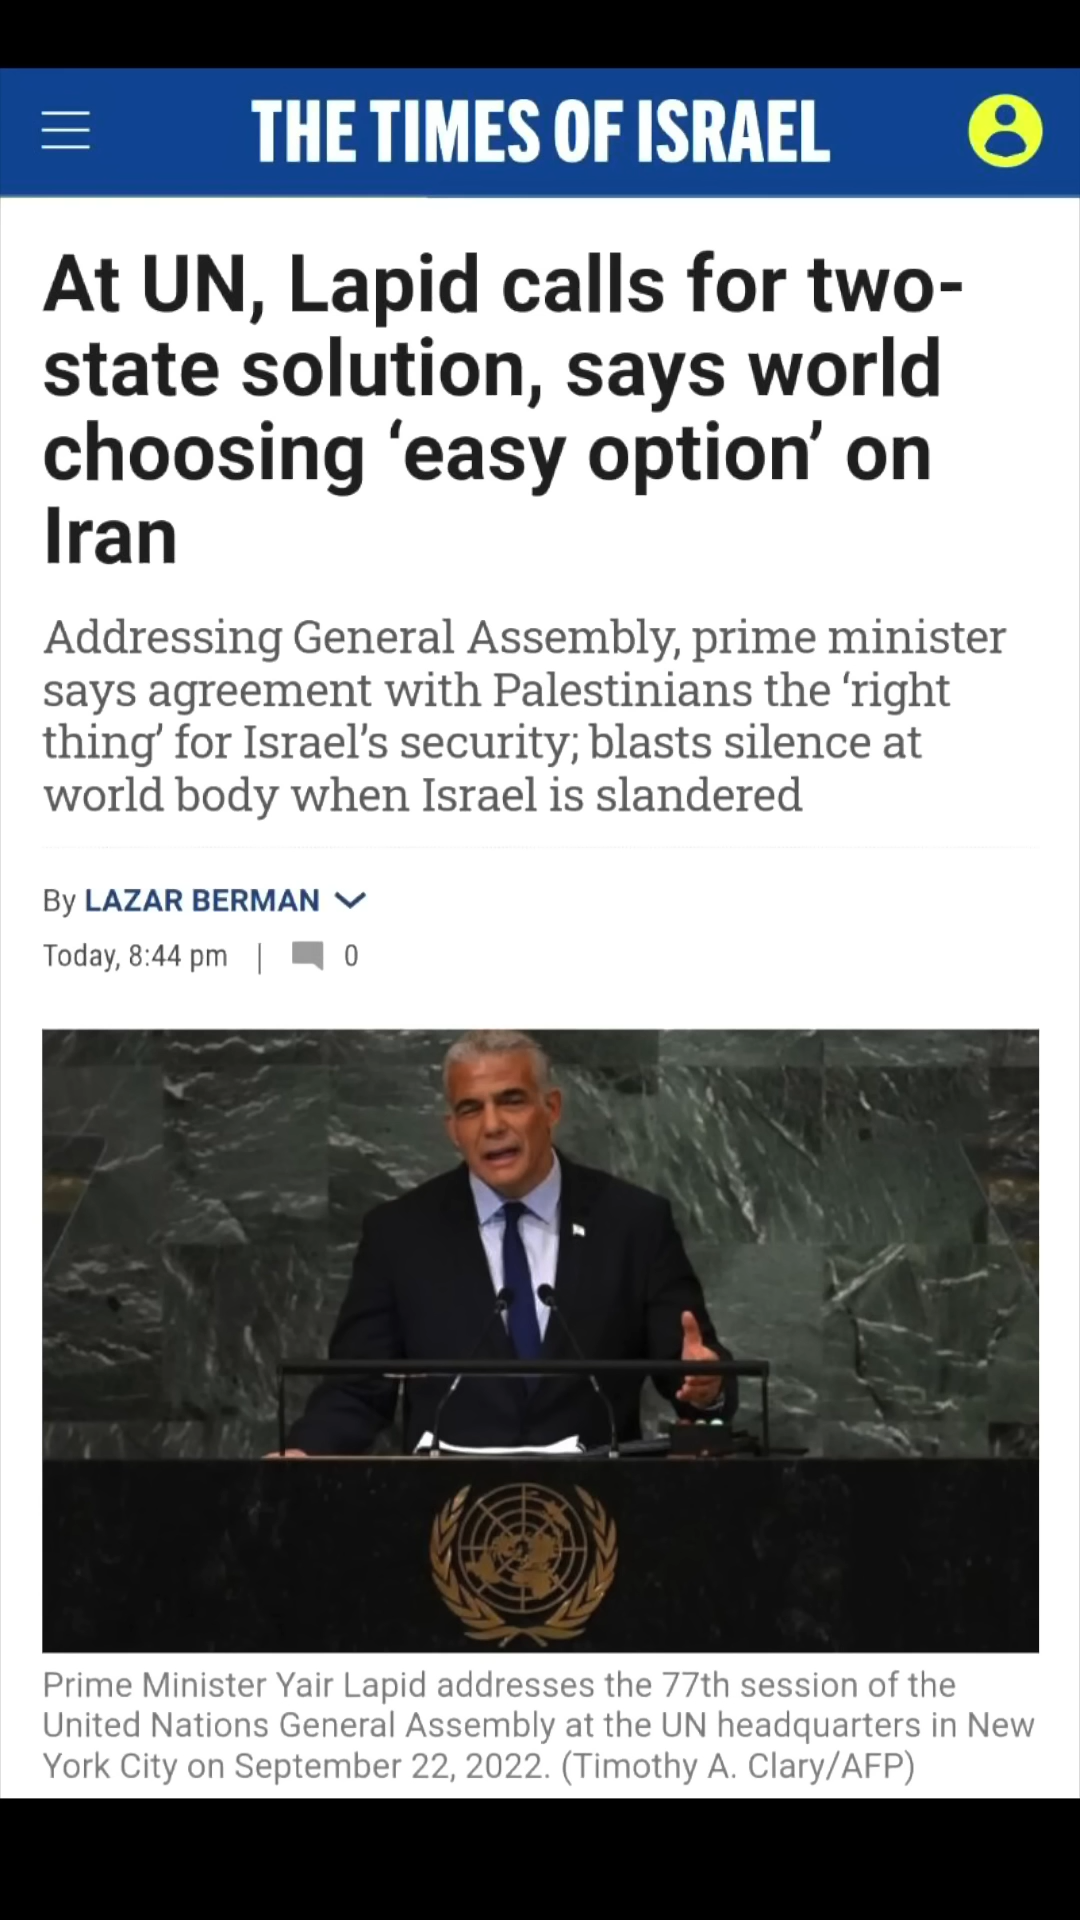 THE TIMES OF ISRAEL
At UN, Lapid calls for two-
state solution, says world
choosing ‘easy option’ on
Iran
Addressing General Assembly, prime minister
says agreement with Palestinians the ‘right
thing’ for Israel’s security; blasts silence at
world body when Israel is slandered
By LAZAR BERMAN
Today, 8:44 pm | 0
Prime Minister Yair Lapid addresses the 77th session of the
United Nations General Assembly at the UN headquarters in New
York City on September 22, 2022. (Timothy A. Clary/AFP)